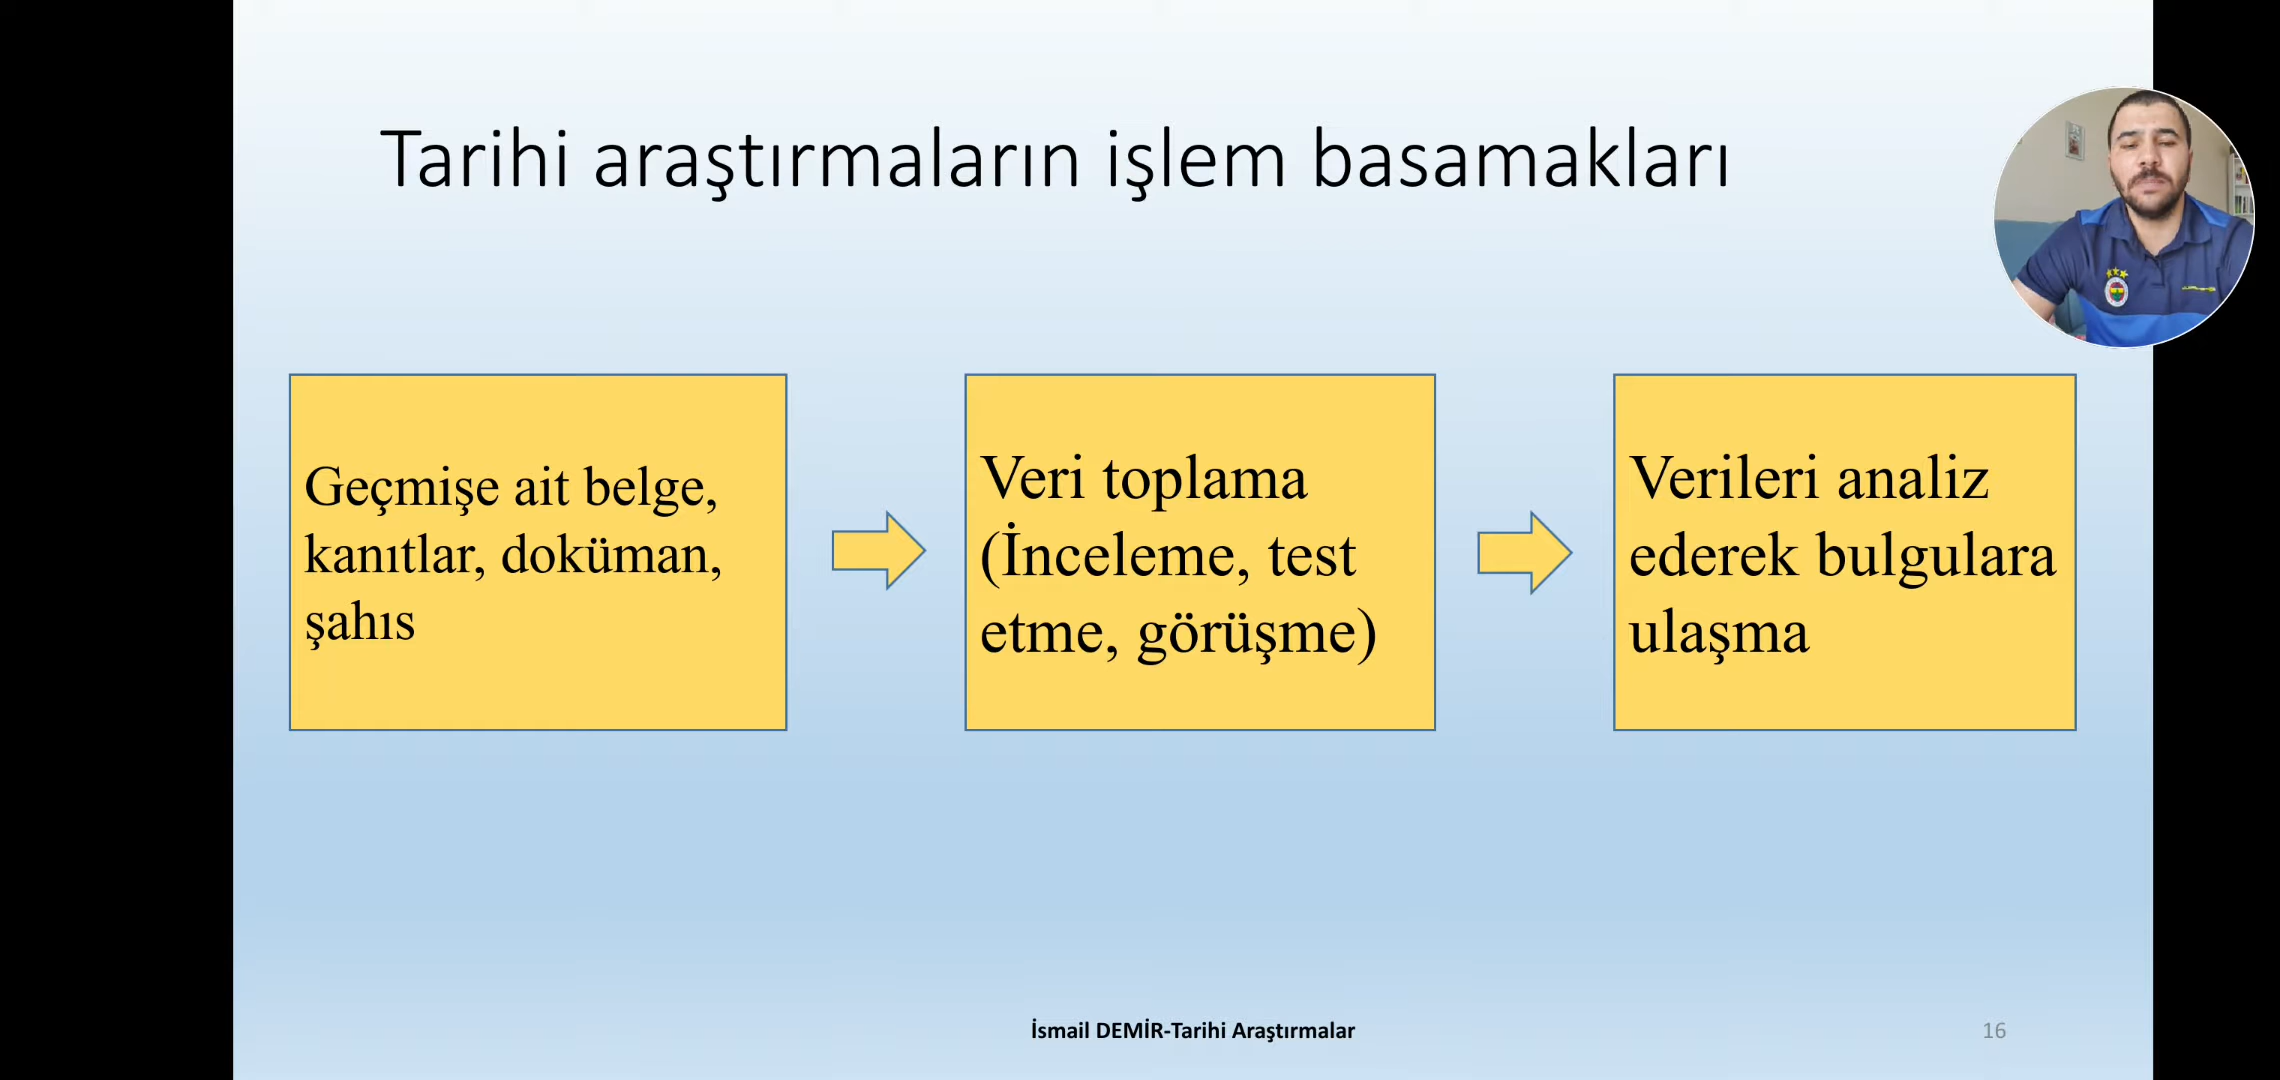 Tarihi araştırmaların işlem basamakları
Geçmişe ait belge,
kanıtlar, doküman,
şahıs
Veri toplama
(İnceleme, test
etme, görüşme)
Verileri analiz
ederek bulgulara
ulaşma
İsmail DEMİR-Tarihi Araştırmalar
16